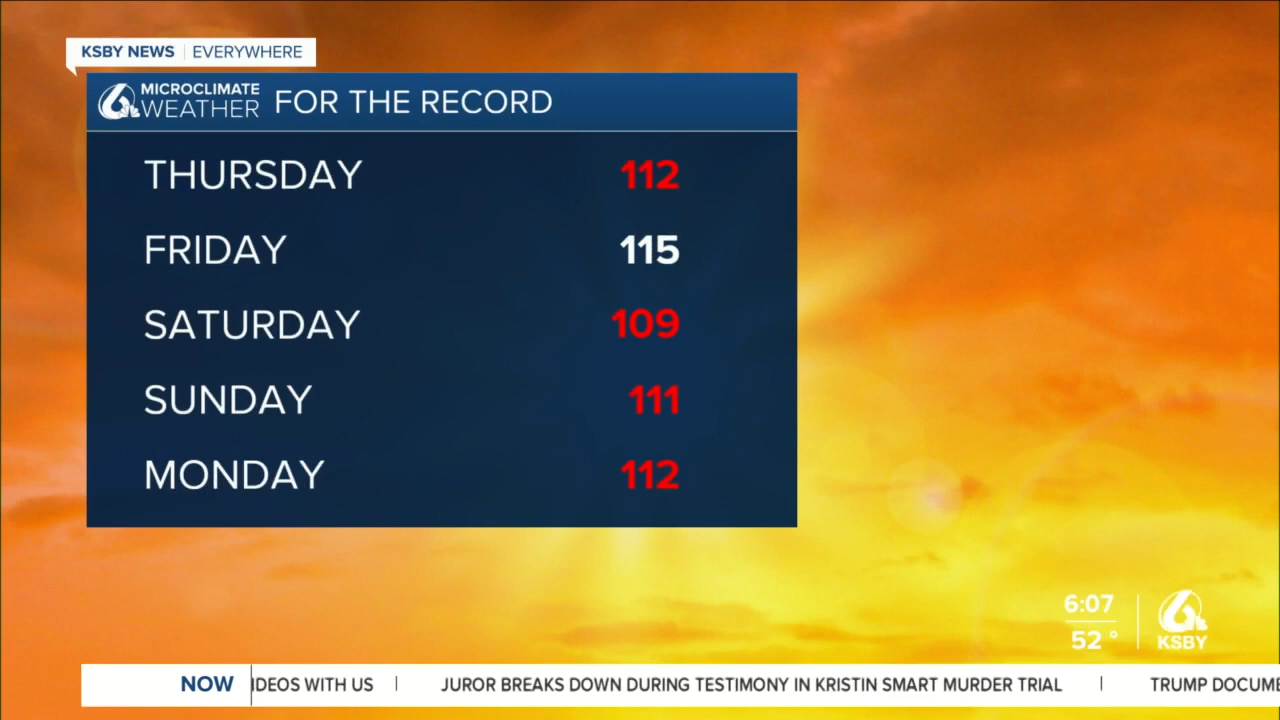 KSBY NEWS | EVERYWHERE
6 MICROCLIMATE
WEATHER
FOR THE RECORD
THURSDAY 112
FRIDAY 115
SATURDAY 109
SUNDAY 111
MONDAY 112
6:07
52°
6
KSBY
NOW IDEOS WITH US | JUROR BREAKS DOWN DURING TESTIMONY IN KRISTIN SMART MURDER TRIAL | TRUMP DOCUME